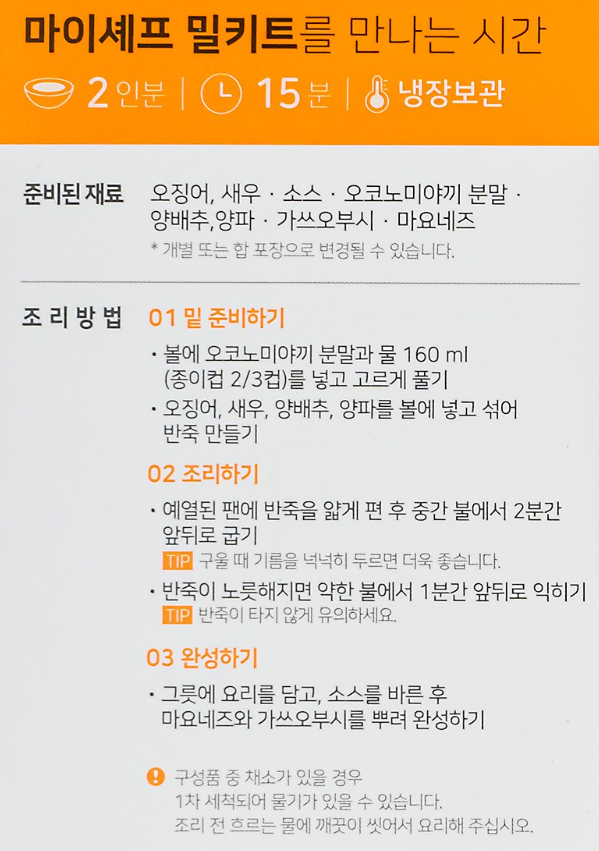 마이셰프 밀키트를 만나는 시간
2인분 | 15분 | 냉장보관
준비된 재료 오징어, 새우 · 소스 · 오코노미야끼 분말 ·
양배추,양파 · 가쓰오부시 · 마요네즈
* 개별 또는 합 포장으로 변경될 수 있습니다.
조리방법 01 밑 준비하기
· 볼에 오코노미야끼 분말과 물 160 ml
(종이컵 2/3컵)를 넣고 고르게 풀기
· 오징어, 새우, 양배추, 양파를 볼에 넣고 섞어
반죽 만들기
02 조리하기
· 예열된 팬에 반죽을 얇게 편 후 중간 불에서 2분간
앞뒤로 굽기
TIP 구울 때 기름을 넉넉히 두르면 더욱 좋습니다.
· 반죽이 노릇해지면 약한 불에서 1분간 앞뒤로 익히기
TIP 반죽이 타지 않게 유의하세요.
03 완성하기
· 그릇에 요리를 담고, 소스를 바른 후
마요네즈와 가쓰오부시를 뿌려 완성하기
! 구성품 중 채소가 있을 경우
1차 세척되어 물기가 있을 수 있습니다.
조리 전 흐르는 물에 깨끗이 씻어서 요리해 주십시오.